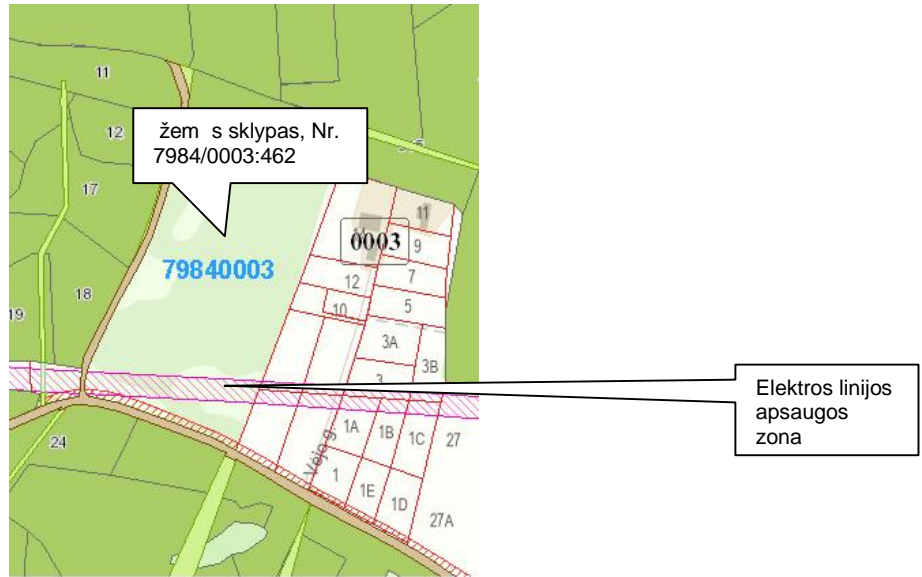 11
12
žem s sklypas, Nr.
7984/0003:462
17
11
0003
9
79840003
7
12
18
5
10
19
3A
3B
3
Elektros linijos
apsaugos
zona
24
1A
1B
1C
27
Vėja g.
1
1E
1D
27A